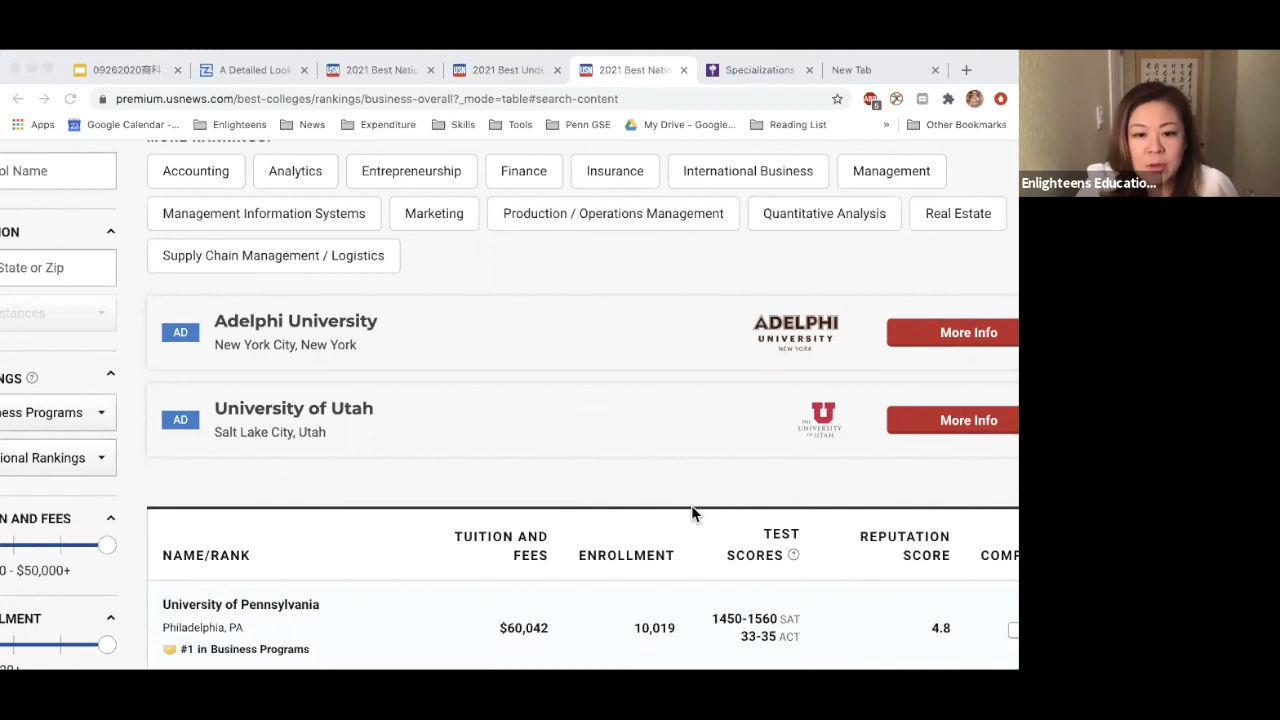 09262020商科
A Detailed Look
2021 Best Natio
2021 Best Unde
2021 Best Natio
Specializations
New Tab
premium.usnews.com/best-colleges/rankings/business-overall?_mode=table#search-content
Apps
Google Calendar -...
Enlighteens
News
Expenditure
Skills
Tools
Penn GSE
My Drive - Google...
Reading List
»
Other Bookmarks
ol Name
Accounting
Analytics
Entrepreneurship
Finance
Insurance
International Business
Management
Management Information Systems
Marketing
Production / Operations Management
Quantitative Analysis
Real Estate
Supply Chain Management / Logistics
ION
State or Zip
stances
NGS
ness Programs
ional Rankings
N AND FEES
0 - $50,000+
LMENT
AD
Adelphi University
New York City, New York
ADELPHI
UNIVERSITY
NEW YORK
More Info
AD
University of Utah
Salt Lake City, Utah
THE
UNIVERSITY
OF UTAH
More Info
NAME/RANK
TUITION AND
FEES
ENROLLMENT
TEST
SCORES
REPUTATION
SCORE
COMP
University of Pennsylvania
Philadelphia, PA
#1 in Business Programs
$60,042
10,019
1450-1560 SAT
33-35 ACT
4.8
Enlighteens Educatio...